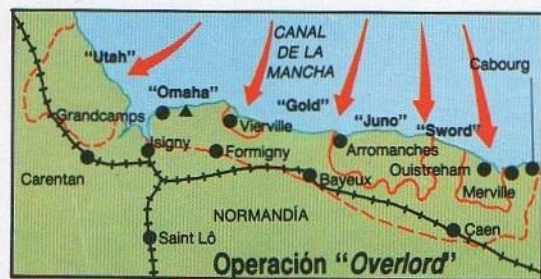 CANAL
DE LA
MANCHA
Cabourg
"Utah"
"Omaha"
"Gold"
"Juno"
"Sword"
Grandcamps
Vierville
Arromanches
Isigny
Formigny
Ouistreham
Carentan
Bayeux
Merville
NORMANDÍA
Caen
Saint Lô
Operación "Overlord"